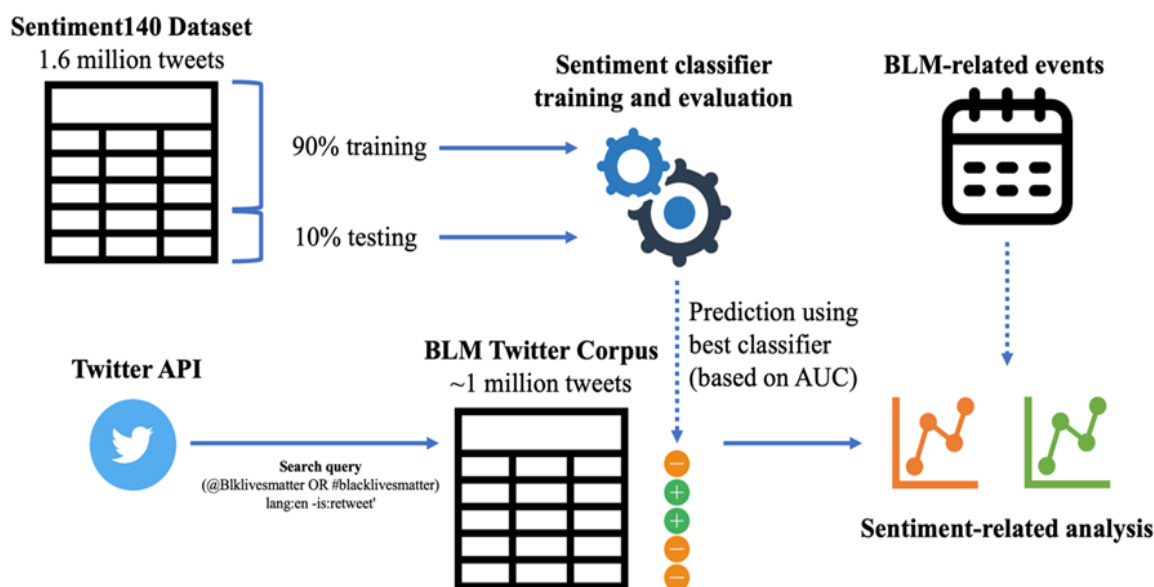 Sentiment140 Dataset
1.6 million tweets
90% training
10% testing
Sentiment classifier
training and evaluation
BLM-related events
Prediction using
best classifier
(based on AUC)
Twitter API
Search query
(@Blklivesmatter OR #blacklivesmatter)
lang:en -is:retweet'
BLM Twitter Corpus
~1 million tweets
Sentiment-related analysis